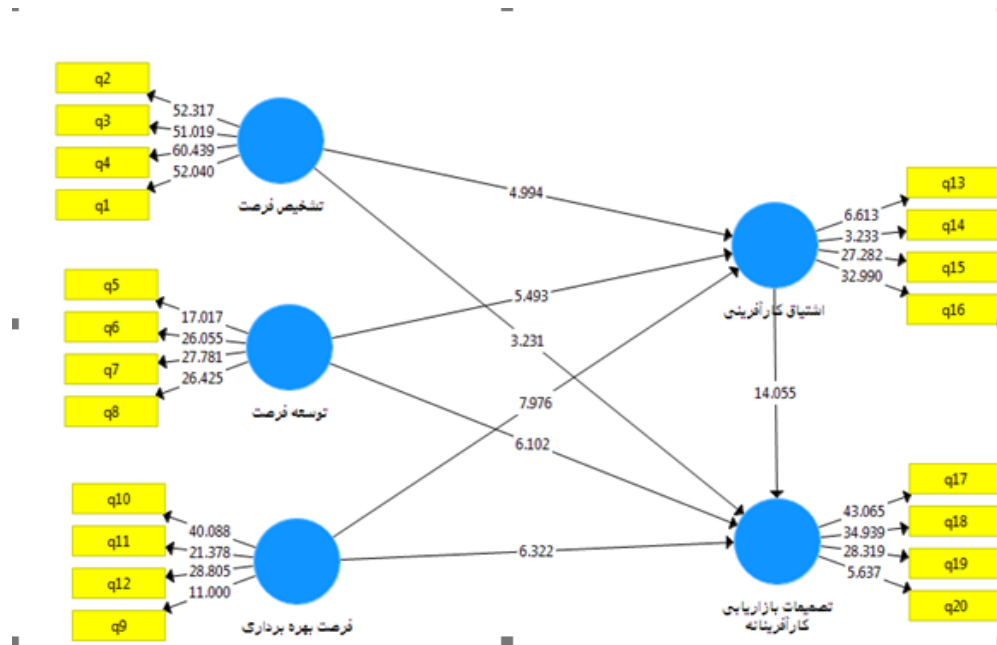 q2
q3
q4
q1
52.317
51.019
60.439
52.040
تشخیص فرصت
q5
q6
q7
q8
17.017
26.055
27.781
26.425
توسعه فرصت
q10
q11
q12
q9
40.088
21.378
28.805
11.000
فرصت بهره برداری
4.994
5.493
3.231
7.976
6.102
6.322
14.055
q13
q14
q15
q16
6.613
3.233
27.282
32.990
اشتیاق کارآفرینی
q17
q18
q19
q20
43.065
34.939
28.319
5.637
تصمیمات بازاریابی
کارآفرینانه